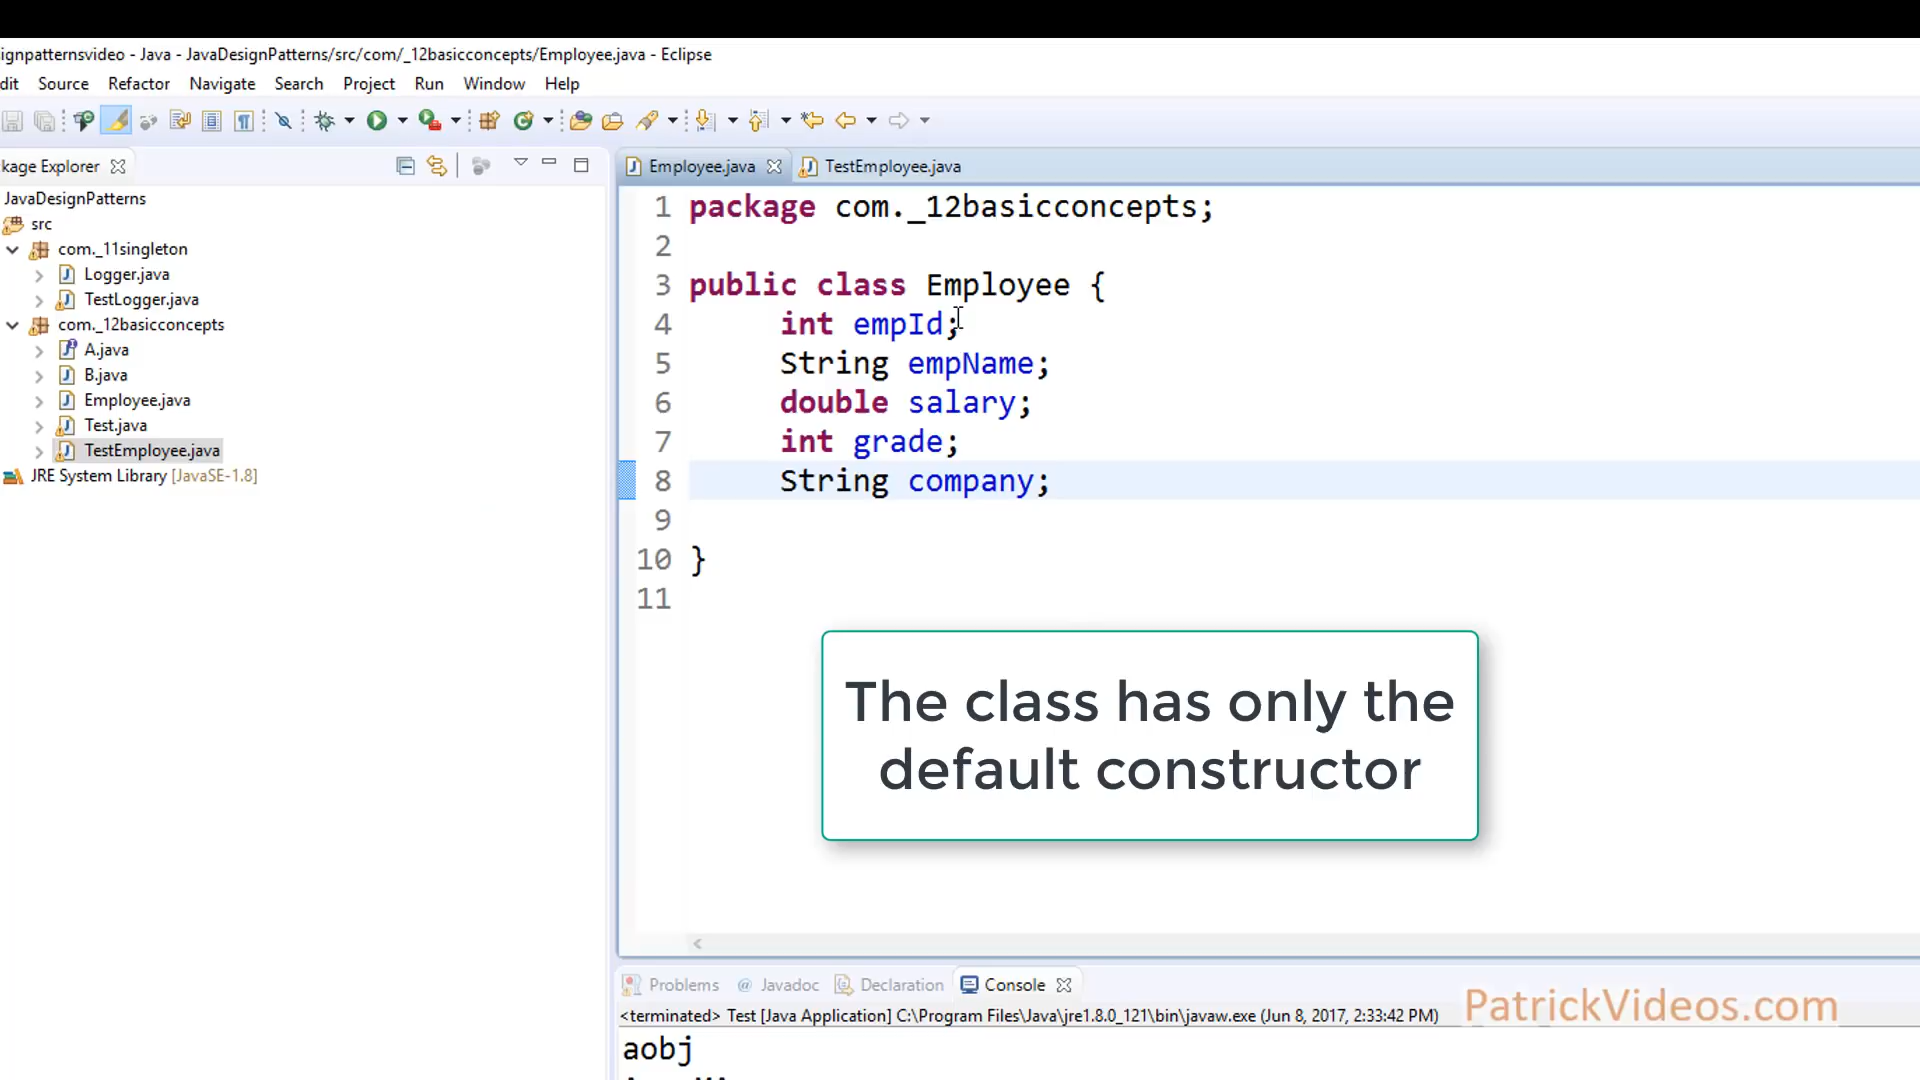 ignpatternsvideo - Java - JavaDesignPatterns/src/com/_12basicconcepts/Employee.java - Eclipse
dit Source Refactor Navigate Search Project Run Window Help
kage Explorer
JavaDesignPatterns
src
com._11singleton
Logger.java
TestLogger.java
com._12basicconcepts
A.java
B.java
Employee.java
Test.java
TestEmployee.java
JRE System Library [JavaSE-1.8]
Employee.java TestEmployee.java
1 package com._12basicconcepts;
2
3 public class Employee {
4 int empId;
5 String empName;
6 double salary;
7 int grade;
8 String company;
9
10 }
11
The class has only the
default constructor
Problems @ Javadoc Declaration Console
<terminated> Test [Java Application] C:\Program Files\Java\jre1.8.0_121\bin\javaw.exe (Jun 8, 2017, 2:33:42 PM)
PatrickVideos.com
aobj